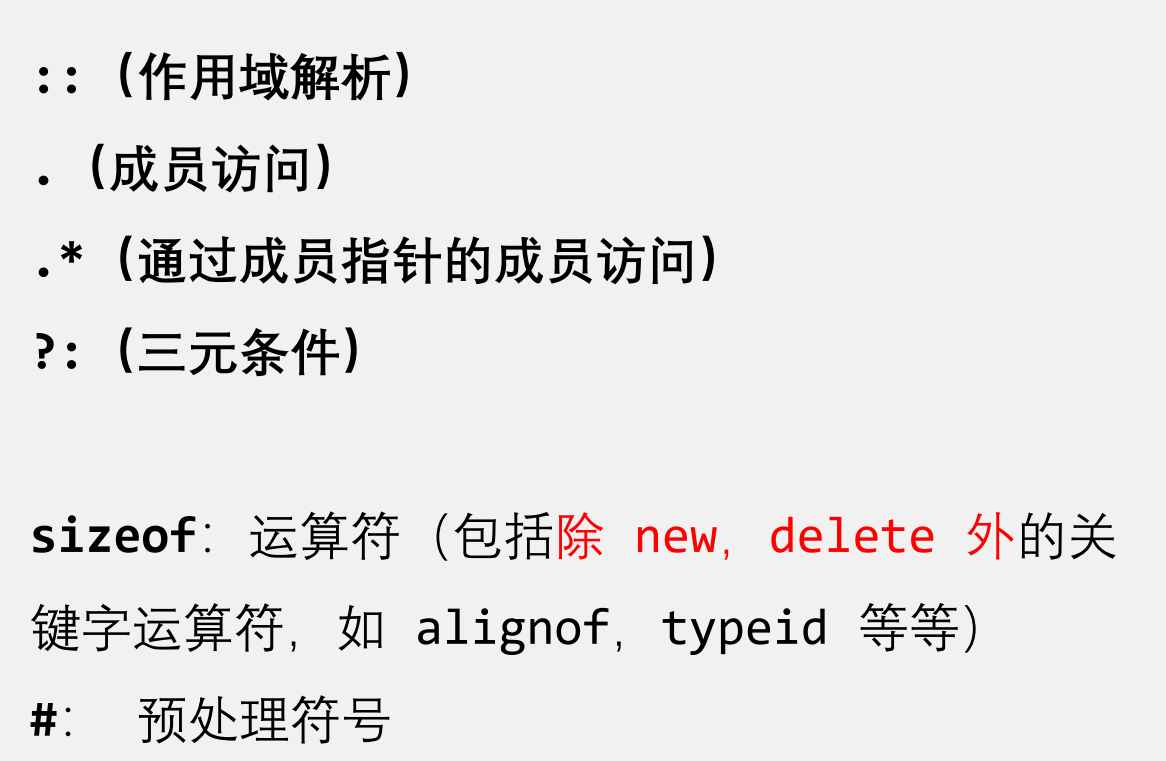 :: (作用域解析)
. (成员访问)
.* (通过成员指针的成员访问)
?: (三元条件)
sizeof: 运算符 (包括除 new, delete 外的关
键字运算符, 如 alignof, typeid 等等)
#: 预处理符号